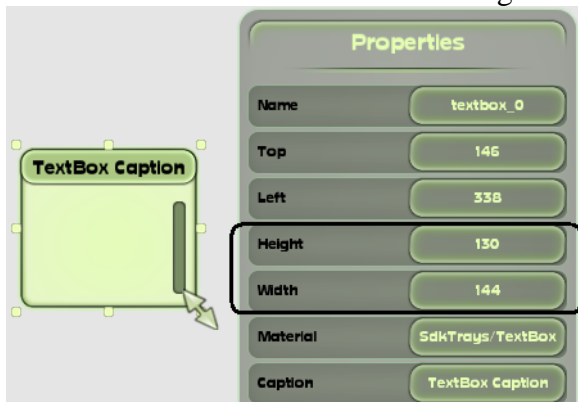 Properties
Name textbox_0
Top 146
Left 338
Height 130
Width 144
Material SdkTrays/TextBox
Caption TextBox Caption
TextBox Caption